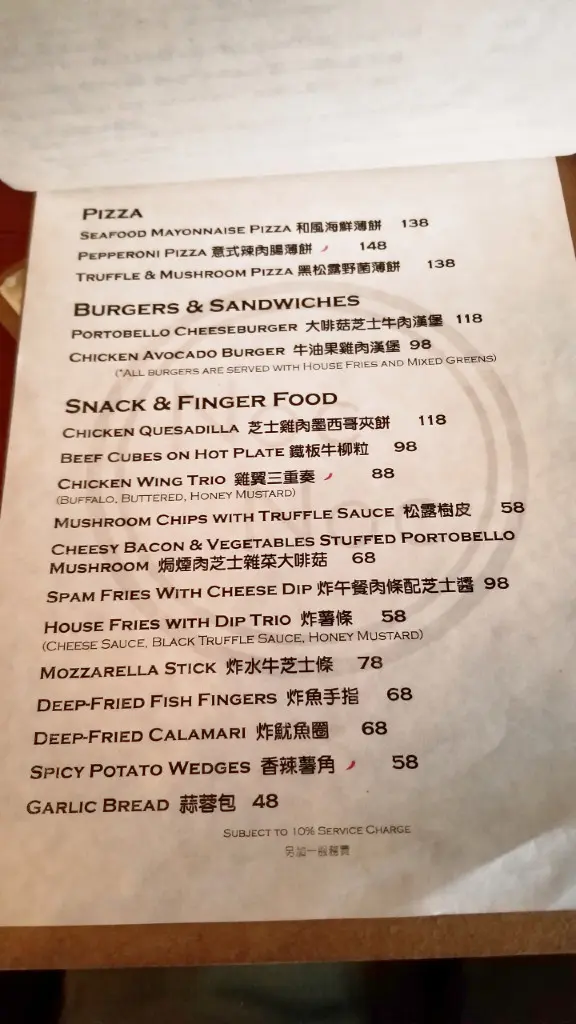 PIZZA
SEAFOOD MAYONNAISE PIZZA 和風海鮮薄餅 138
PEPPERONI PIZZA 意式辣肉腸薄餅 148
TRUFFLE & MUSHROOM PIZZA 黑松露野菌薄餅 138
BURGERS & SANDWICHES
PORTOBELLO CHEESEBURGER 大啡菇芝士牛肉漢堡 118
CHICKEN AVOCADO BURGER 牛油果雞肉漢堡 98
(*ALL BURGERS ARE SERVED WITH HOUSE FRIES AND MIXED GREENS)
SNACK & FINGER FOOD
CHICKEN QUESADILLA 芝士雞肉墨西哥夾餅 118
BEEF CUBES ON HOT PLATE 鐵板牛柳粒 98
CHICKEN WING TRIO 雞翼三重奏 88
(BUFFALO, BUTTERED, HONEY MUSTARD)
MUSHROOM CHIPS WITH TRUFFLE SAUCE 松露樹皮 58
CHEESY BACON & VEGETABLES STUFFED PORTOBELLO
MUSHROOM 焗煙肉芝士雜菜大啡菇 68
SPAM FRIES WITH CHEESE DIP 炸午餐肉條配芝士醬 98
HOUSE FRIES WITH DIP TRIO 炸薯條 58
(CHEESE SAUCE, BLACK TRUFFLE SAUCE, HONEY MUSTARD)
MOZZARELLA STICK 炸水牛芝士條 78
DEEP-FRIED FISH FINGERS 炸魚手指 68
DEEP-FRIED CALAMARI 炸魷魚圈 68
SPICY POTATO WEDGES 香辣薯角 58
GARLIC BREAD 蒜蓉包 48
SUBJECT TO 10% SERVICE CHARGE
另加一服務費